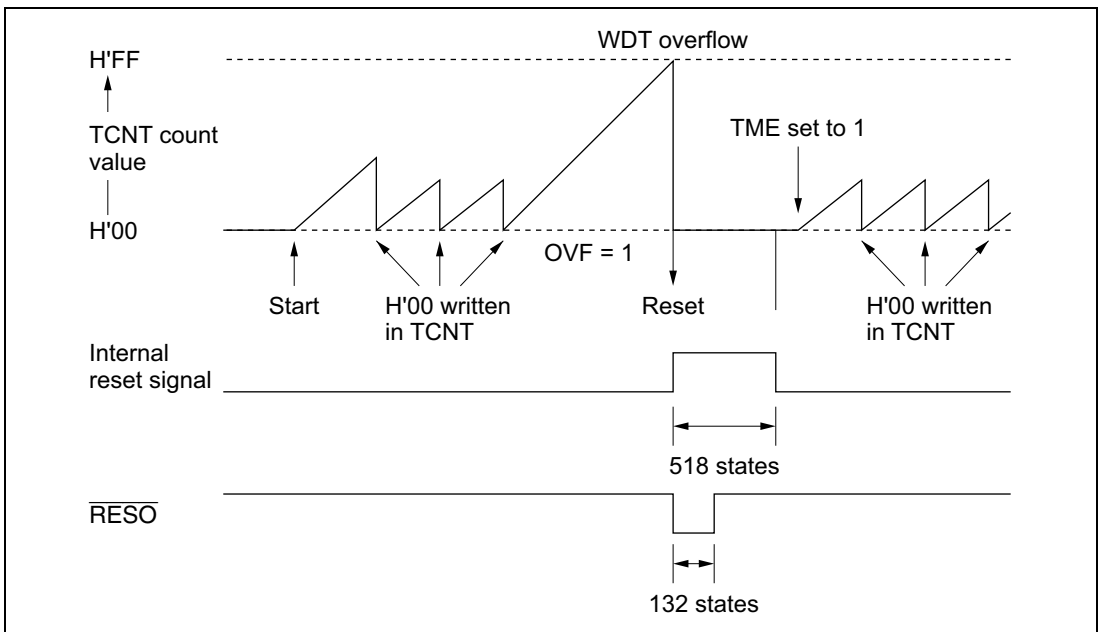 WDT overflow
H'FF
TCNT count
value
TME set to 1
H'00
OVF = 1
Start
H'00 written
in TCNT
Reset
H'00 written
in TCNT
Internal
reset signal
518 states
R̅E̅S̅O̅
132 states